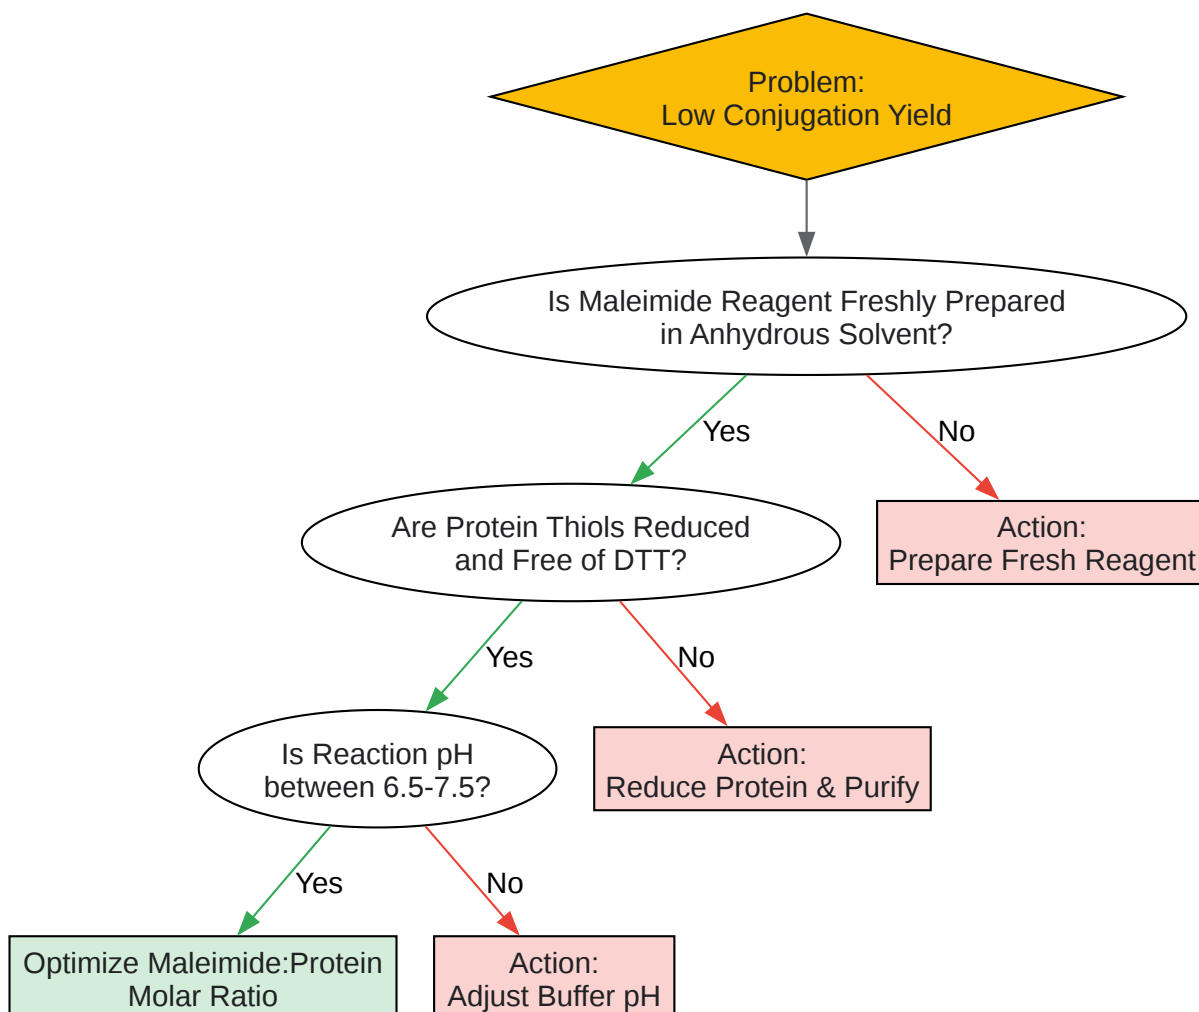 Problem:
Low Conjugation Yield
Is Maleimide Reagent Freshly Prepared
in Anhydrous Solvent?
Yes
No
Are Protein Thiols Reduced
and Free of DTT?
Action:
Prepare Fresh Reagent
Yes
No
Is Reaction pH
between 6.5-7.5?
Action:
Reduce Protein & Purify
Yes
No
Optimize Maleimide:Protein
Molar Ratio
Action:
Adjust Buffer pH